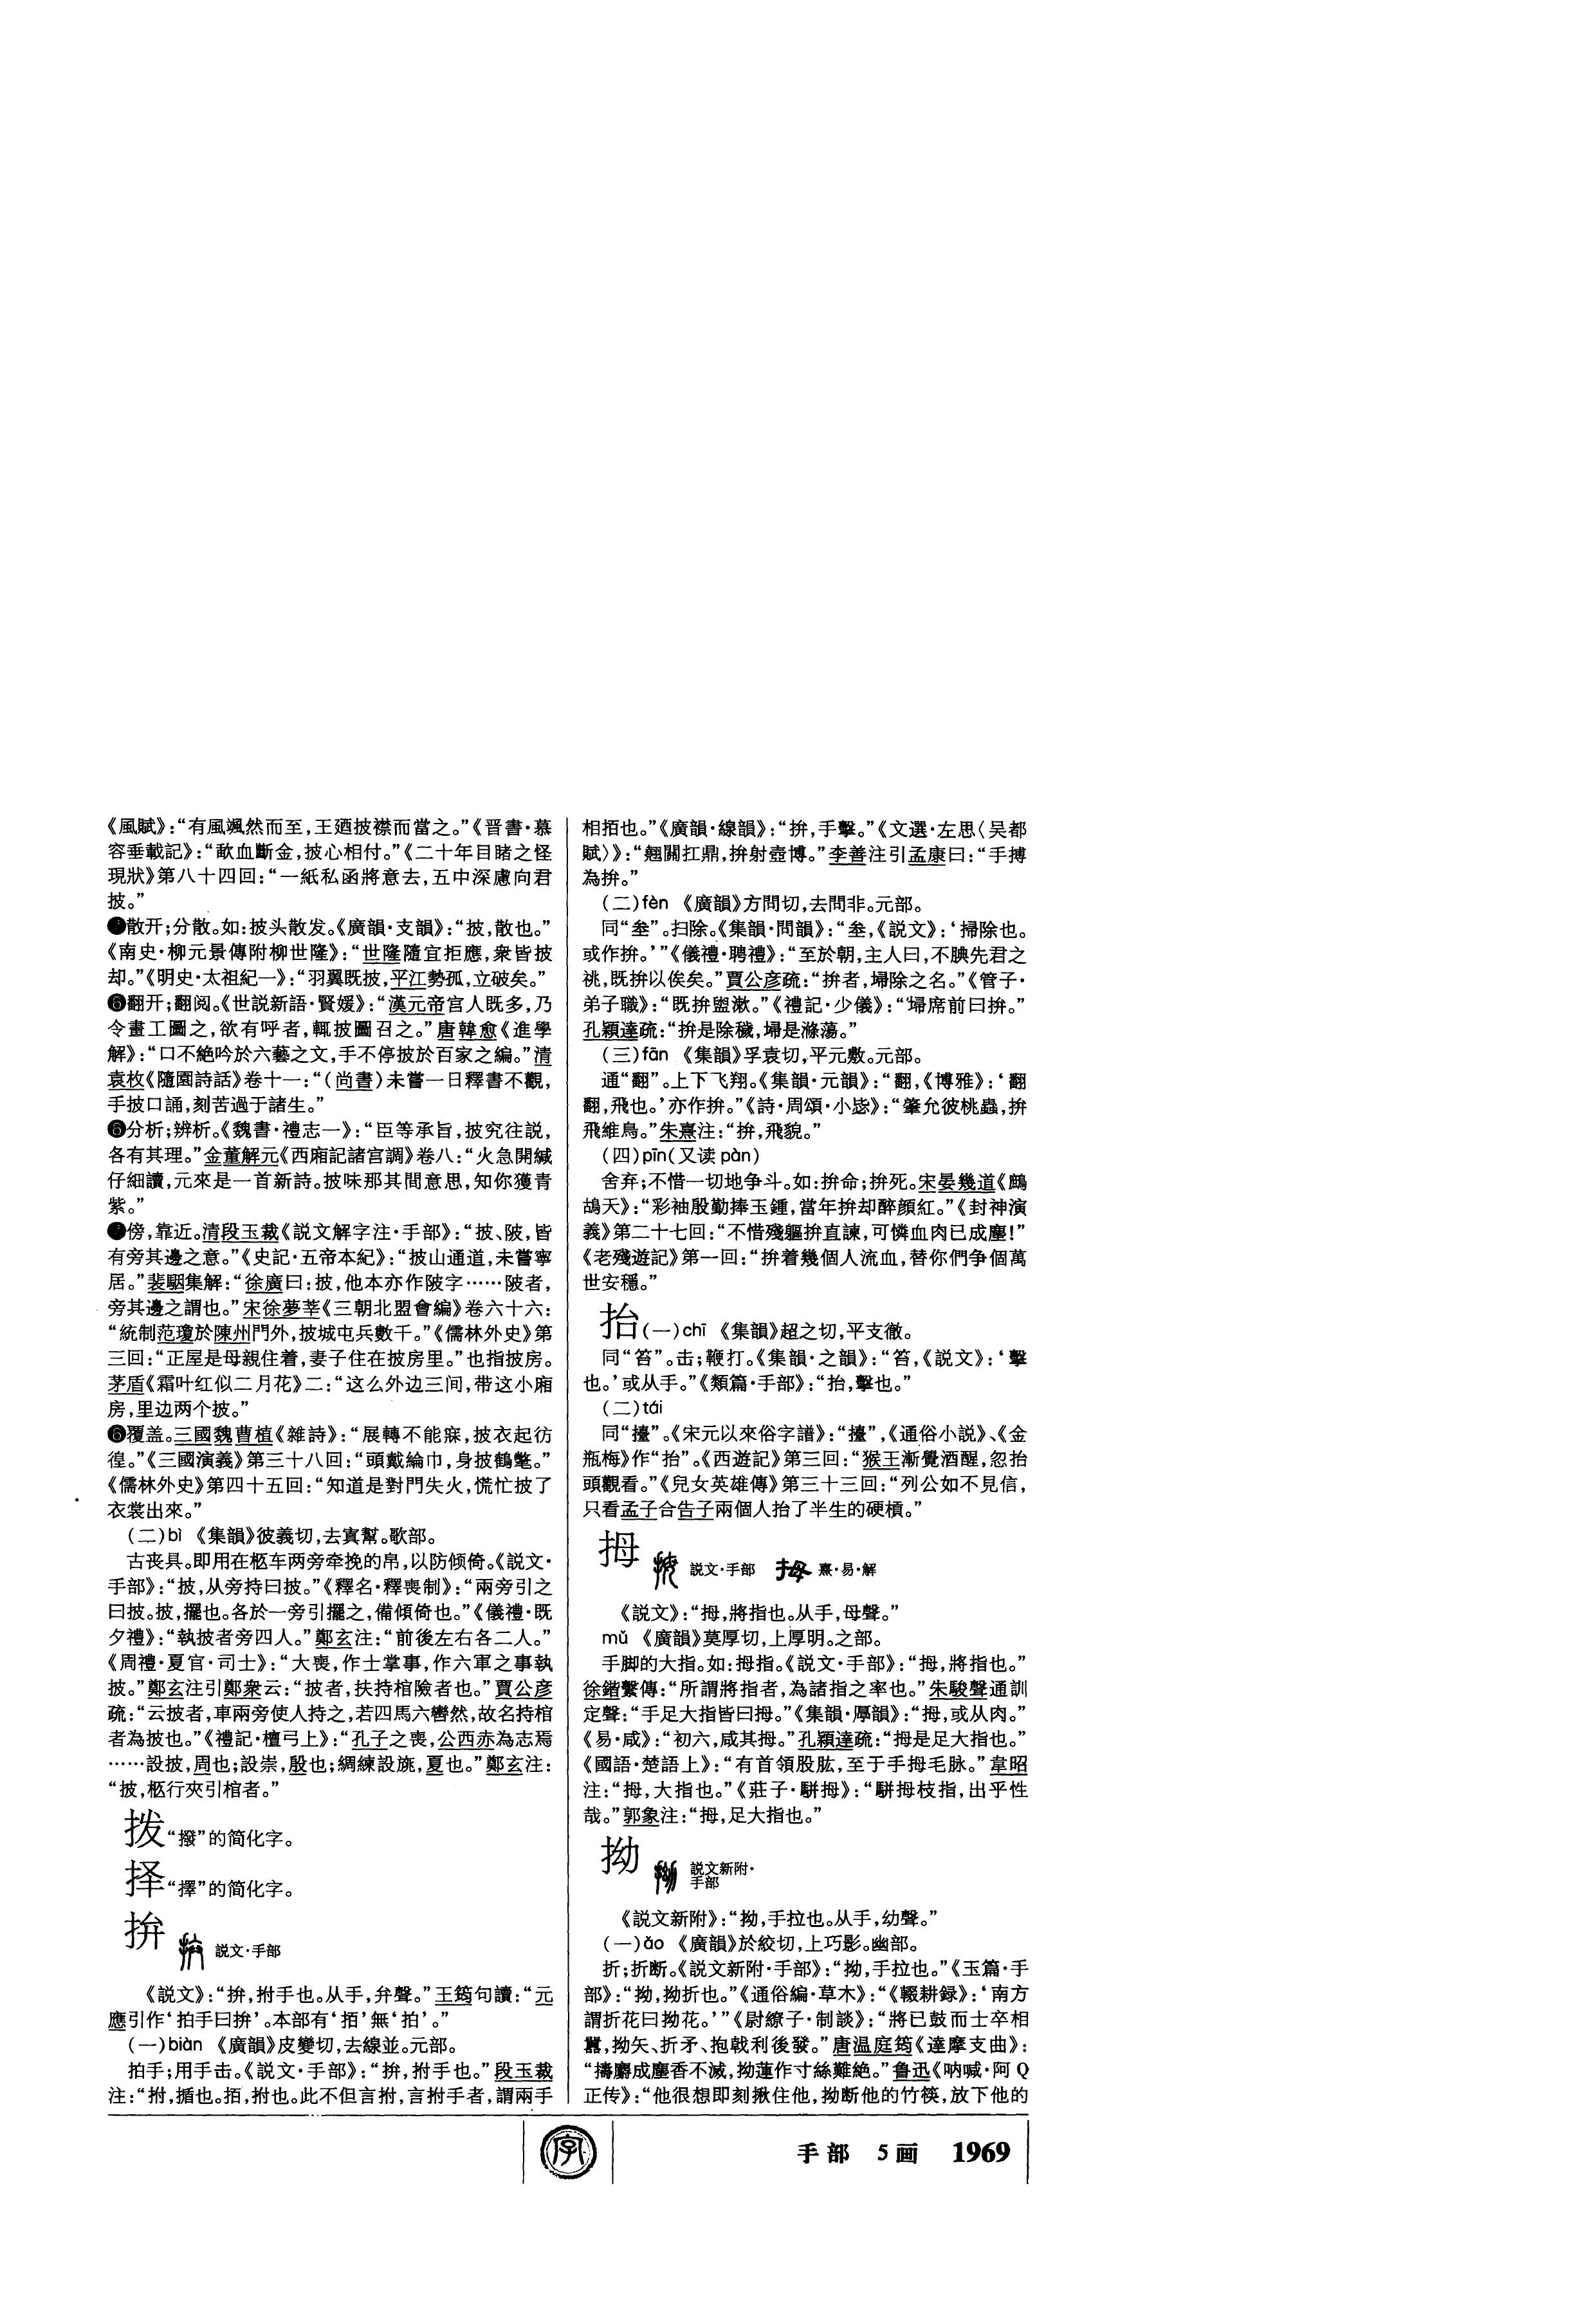 《風賦》：“有風颯然而至，王迺披襟而當之。”《晋書·慕
容垂載記》：“歃血斷金，披心相付。”《二十年目睹之怪
現狀》第八十四回：“一紙私函將意去，五中深處向君
披。”
散开；分散。如：披头散发。《廣韻·支韻》：“披，散也。”
《南史·柳元景傳附柳世隆》：“世隆隨宜拒應，衆皆披
却。”《明史·太祖紀一》：“羽翼既披，平江勢孤，立破矣。”
❻翻开；翻阅。《世説新語·賢媛》：“漢元帝宫人既多，乃
令畫工圖之，欲有呼者，輒披圖召之。”唐韓愈《進學
解》：“口不絶吟於六藝之文，手不停披於百家之編。”清
袁枚《隨園詩話》卷十一：“（尚書）未嘗一日釋書不觀，
手披口誦，刻苦過于諸生。”
❻分析；辨析。《魏書·禮志一》：“臣等承旨，披究往説，
各有其理。”金董解元《西廂記諸宫調》卷八：“火急開緘
仔細讀，元來是一首新詩。披味那其間意思，知你獲青
紫。”
傍，靠近。清段玉裁《説文解字注·手部》：“披、陂，皆
有旁其邊之意。”《史記·五帝本紀》：“披山通道，未嘗寧
居。”裴駰集解：“徐廣曰：披，他本亦作陂字……陂者，
旁其邊之謂也。”宋徐夢莘《三朝北盟會編》卷六十六：
“統制范瓊於陳州門外，披城屯兵數千。”《儒林外史》第
三回：“正屋是母親住着，妻子住在披房里。”也指披房。
茅盾《霜叶红似二月花》二：“这么外边三间，带这小廂
房，里边两个披。”
❻覆盖。三國魏曹植《雜詩》：“展轉不能寐，披衣起彷
徨。”《三國演義》第三十八回：“頭戴綸巾，身披鶴氅。”
《儒林外史》第四十五回：“知道是對門失火，慌忙披了
衣裳出來。”
（二）bì 《集韻》彼義切，去寘幫。歌部。
古丧具。即用在柩车两旁牵挽的帛，以防倾倚。《説文·
手部》：“披，从旁持曰披。”《釋名·釋喪制》：“兩旁引之
曰披。披，擺也。各於一旁引擺之，備傾倚也。”《儀禮·既
夕禮》：“執披者旁四人。”鄭玄注：“前後左右各二人。”
《周禮·夏官·司士》：“大喪，作士掌事，作六軍之事執
披。”鄭玄注引鄭衆云：“披者，扶持棺險者也。”賈公彦
疏：“云披者，車兩旁使人持之，若四馬六轡然，故名持棺
者為披也。”《禮記·檀弓上》：“孔子之喪，公西赤為志焉
……設披，周也；設崇，殷也；綢練設旐，夏也。”鄭玄注：
“披，柩行夾引棺者。”
拨“撥”的简化字。
择“擇”的简化字。
拚 説文·手部
《説文》：“拚，拊手也。从手，弁聲。”王筠句讀：“元
應引作‘拍手曰拚’。本部有‘拍’無‘拍’。”
（一）biàn 《廣韻》皮變切，去線並。元部。
拍手；用手击。《説文·手部》：“拚，拊手也。”段玉裁
注：“拊，揗也。拍，拊也。此不但言拊，言拊手者，謂兩手
相拍也。”《廣韻·線韻》：“拚，手擊。”《文選·左思〈吴都
賦〉》：“翹關扛鼎，拚射壺博。”李善注引孟康曰：“手搏
為拚。”
（二）fèn 《廣韻》方問切，去問非。元部。
同“坌”。扫除。《集韻·問韻》：“坌，《説文》：‘掃除也。
或作拚。’”《儀禮·聘禮》：“至於朝，主人曰，不腆先君之
祧，既拚以俟矣。”賈公彦疏：“拚者，埽除之名。”《管子·
弟子職》：“既拚盥漱。”《禮記·少儀》：“埽席前曰拚。”
孔穎達疏：“拚是除穢，埽是滌蕩。”
（三）fān 《集韻》孚袁切，平元敷。元部。
通“翻”。上下飞翔。《集韻·元韻》：“翻，《博雅》：‘翻
翻，飛也。’亦作拚。”《詩·周頌·小毖》：“肇允彼桃蟲，拚
飛維鳥。”朱熹注：“拚，飛貌。”
（四）pīn（又读pàn）
舍弃；不惜一切地争斗。如：拚命；拚死。宋晏幾道《鷓
鴣天》：“彩袖殷勤捧玉鍾，當年拚却醉顔紅。”《封神演
義》第二十七回：“不惜殘軀拚直諫，可憐血肉已成塵！”
《老殘遊記》第一回：“拚着幾個人流血，替你們争個萬
世安穩。”
抬（一）chī 《集韻》超之切，平支徹。
同“笞”。击；鞭打。《集韻·之韻》：“笞，《説文》：‘擊
也。’或从手。”《類篇·手部》：“抬，擊也。”
（二）tái
同“擡”。《宋元以來俗字譜》：“擡”，《通俗小説》、《金
瓶梅》作“抬”。《西遊記》第三回：“猴王漸覺酒醒，忽抬
頭觀看。”《兒女英雄傳》第三十三回：“列公如不見信，
只看孟子合告子兩個人抬了半生的硬槓。”
拇 説文·手部 熹·易·解
《説文》：“拇，將指也。从手，母聲。”
mǔ 《廣韻》莫厚切，上厚明。之部。
手脚的大指。如：拇指。《説文·手部》：“拇，將指也。”
徐鍇繫傳：“所謂將指者，為諸指之率也。”朱駿聲通訓
定聲：“手足大指皆曰拇。”《集韻·厚韻》：“拇，或从肉。”
《易·咸》：“初六，咸其拇。”孔穎達疏：“拇是足大指也。”
《國語·楚語上》：“有首領股肱，至于手拇毛脉。”韋昭
注：“拇，大指也。”《莊子·駢拇》：“駢拇枝指，出乎性
哉。”郭象注：“拇，足大指也。”
拗 説文新附·
手部
《説文新附》：“拗，手拉也。从手，幼聲。”
（一）ǎo 《廣韻》於絞切，上巧影。幽部。
折；折断。《説文新附·手部》：“拗，手拉也。”《玉篇·手
部》：“拗，拗折也。”《通俗編·草木》：“《輟耕録》：‘南方
謂折花曰拗花。’”《尉繚子·制談》：“將已鼓而士卒相
囂，拗矢、折矛、抱戟利後發。”唐温庭筠《達摩支曲》：
“擣麝成塵香不滅，拗蓮作寸絲難絶。”鲁迅《呐喊·阿Q
正传》：“他很想即刻揪住他，拗断他的竹筷，放下他的
字
手部 5画 1969